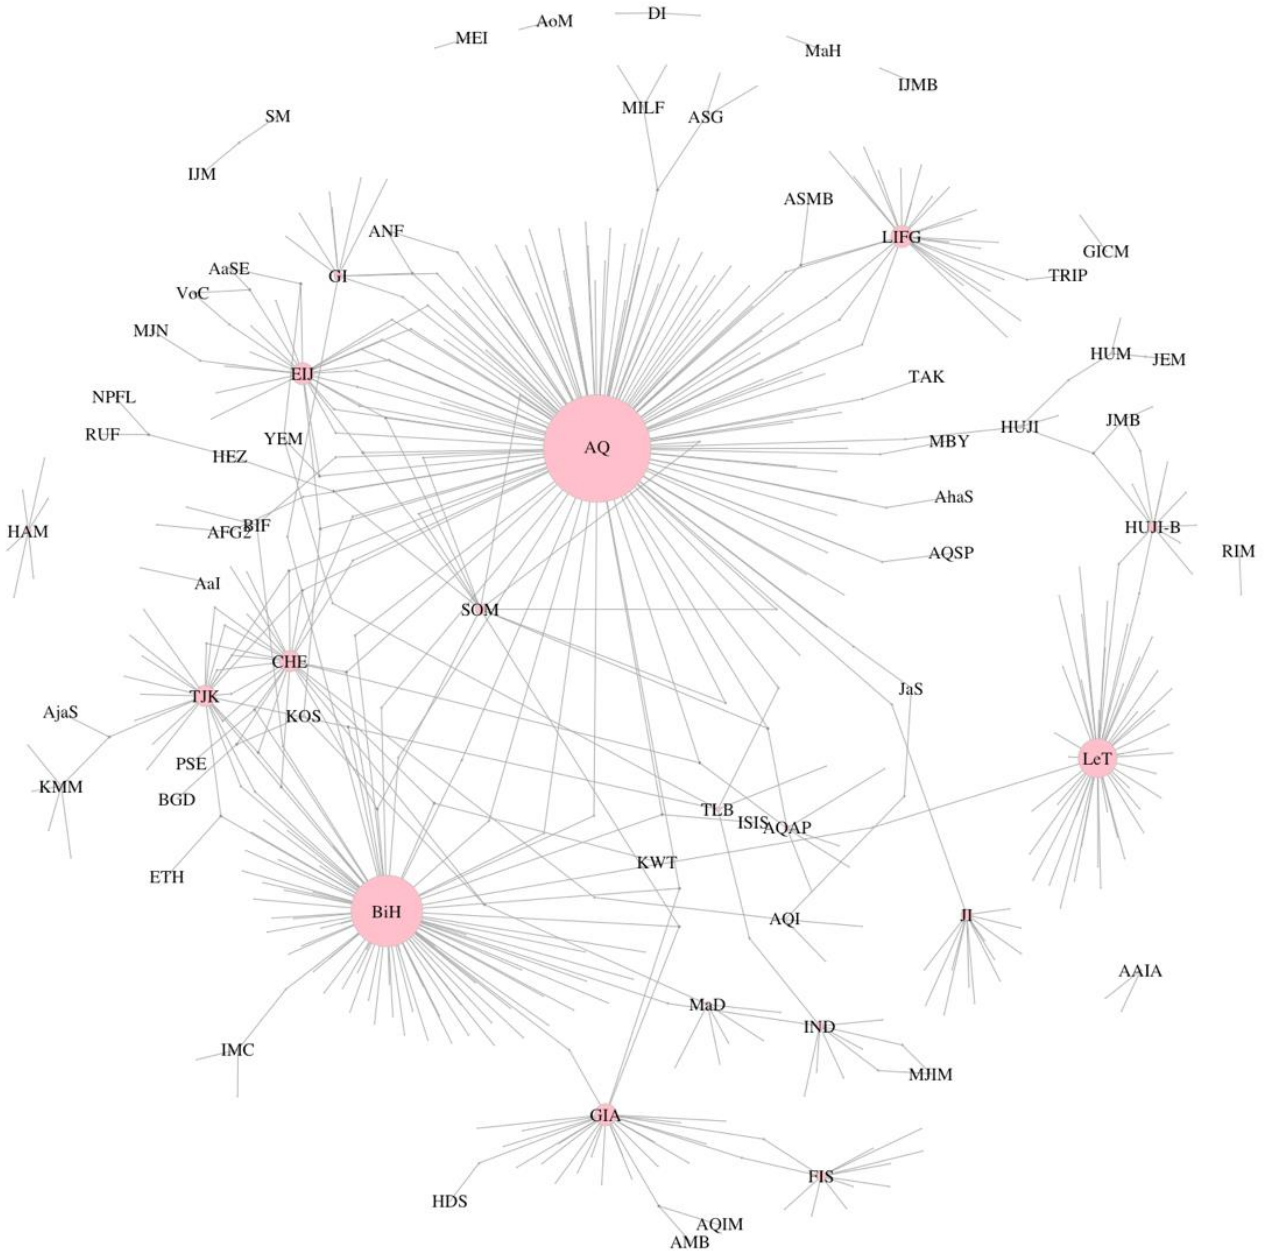 DI
AoM
MEI
MaH
IJMB
MILF
ASG
SM
IJM
ASMB
ANF
LIFG
GICM
AaSE
GI
TRIP
VoC
MJN
HUM
JEM
EIJ
TAK
NPFL
JMB
RUF
YEM
HUJI
MBY
HEZ
AQ
AhaS
BIF
HUJI-B
HAM
AFG2
AQSP
RIM
AaI
SOM
CHE
JaS
TJK
AjaS
KOS
LeT
PSE
KMM
BGD
TLB
ISIS
AQAP
KWT
ETH
BiH
JI
AQI
AAIA
MaD
IND
IMC
MJIM
GIA
FIS
HDS
AQIM
AMB